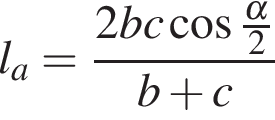 l_a = \frac{2bc \cos \frac{\alpha}{2}}{b + c}